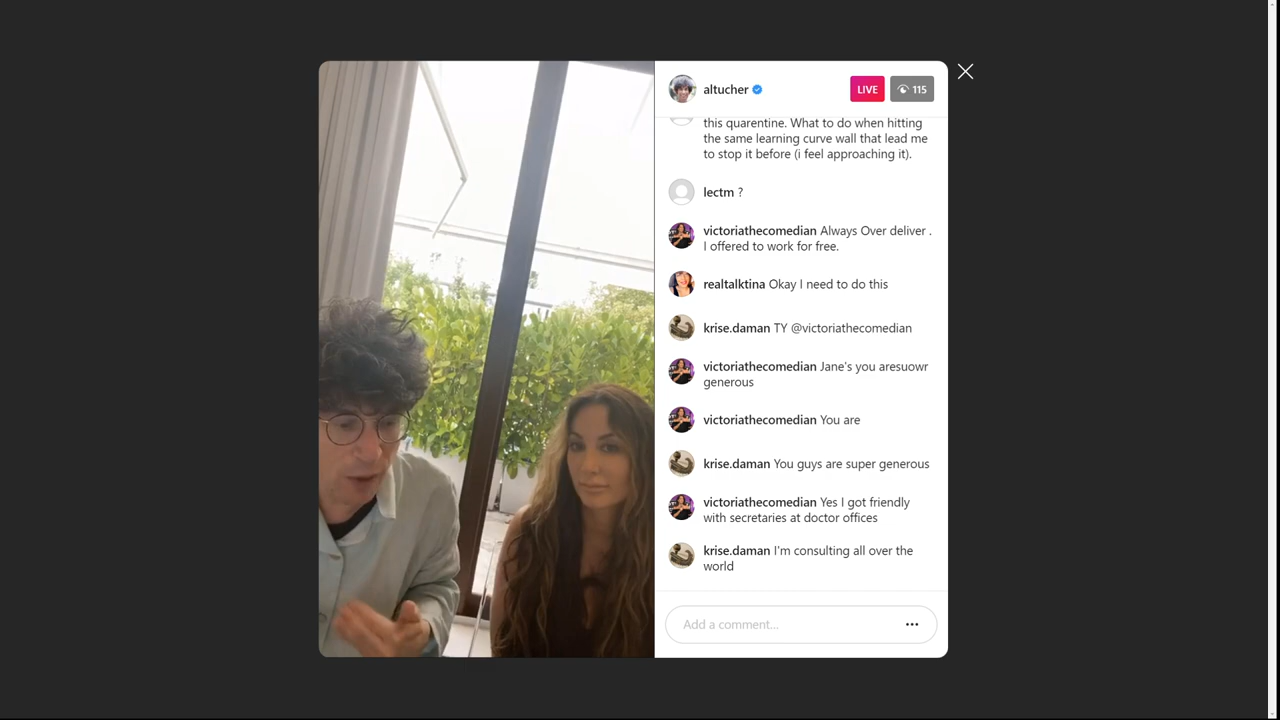 altucher
LIVE
115
this quarentine. What to do when hitting
the same learning curve wall that lead me
to stop it before (i feel approaching it).
lectm ?
victoriathecomedian Always Over deliver .
I offered to work for free.
realtalktina Okay I need to do this
krise.daman TY @victoriathecomedian
victoriathecomedian Jane's you aresuowr
generous
victoriathecomedian You are
krise.daman You guys are super generous
victoriathecomedian Yes I got friendly
with secretaries at doctor offices
krise.daman I'm consulting all over the
world
Add a comment...